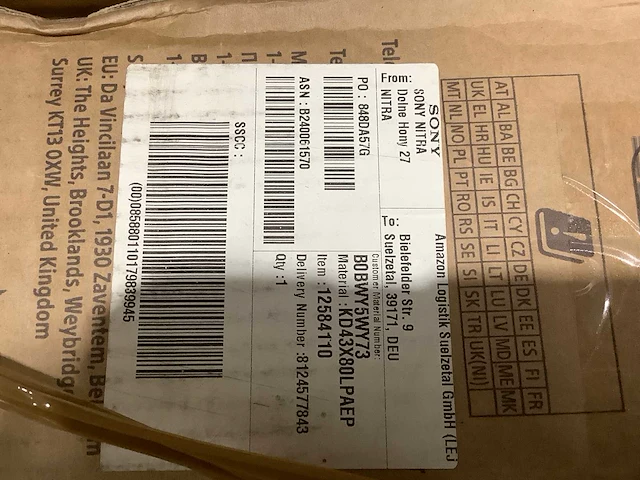 SONY
From:
SONY NITRA
Dolne Hony 27
NITRA
To:
Amazon Logistik Suelzetal GmbH (LEJ
Bielefelder Str. 9
Suelzetal, 39171, DEU
PO : 848DA57G
ASN : B240061570
Customer Material Number:
B0BWY5WY73
Material : KD43X80LPAEP
Item : 12584110
Delivery Number : 8124577843
Qty : 1
SSCC :
(00)085880110179839945
AT AL BA BE BG CH CY CZ DE DK EE ES FI FR
UK EL HR HU IE IS IT LI LT LU LV MD ME MK
MT NL NO PL PT RO RS SE SI SK TR UK(NI)
EU: Da Vincilaan 7-D1, 1930 Zaventem, Be
UK: The Heights, Brooklands, Weybridg
Surrey KT13 0XW, United Kingdom